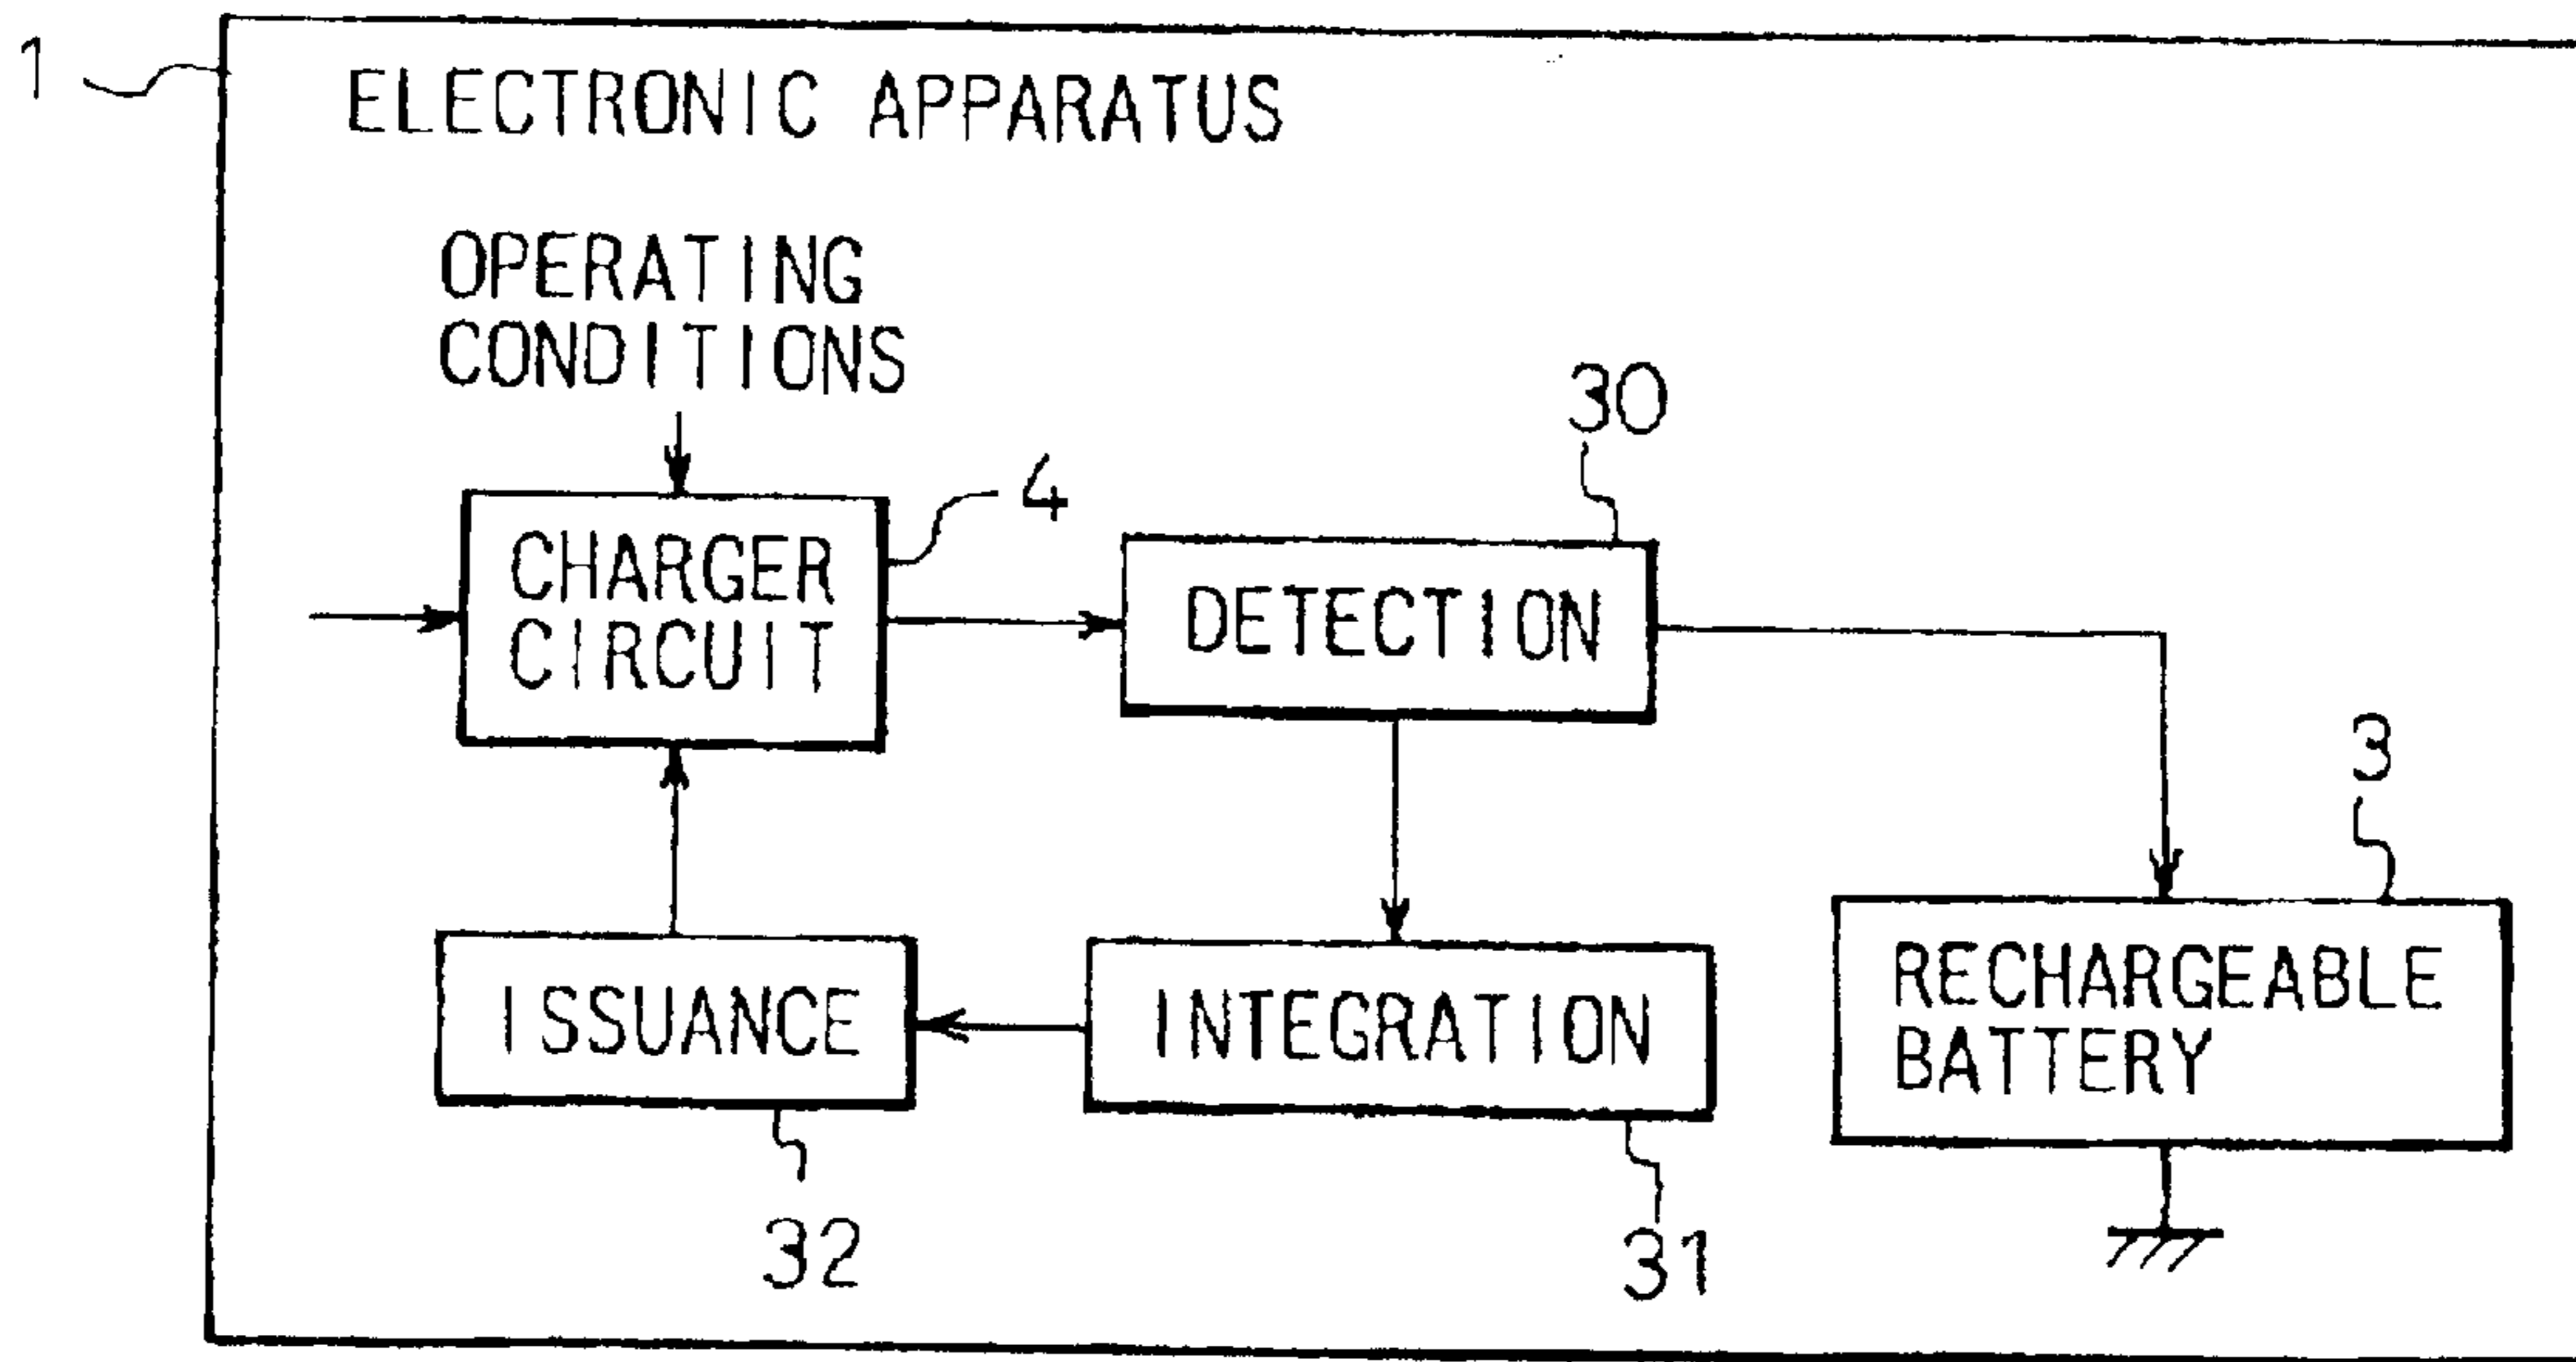 1
ELECTRONIC APPARATUS
OPERATING
CONDITIONS
30
4
CHARGER
CIRCUIT
DETECTION
3
RECHARGEABLE
BATTERY
ISSUANCE
INTEGRATION
32
31